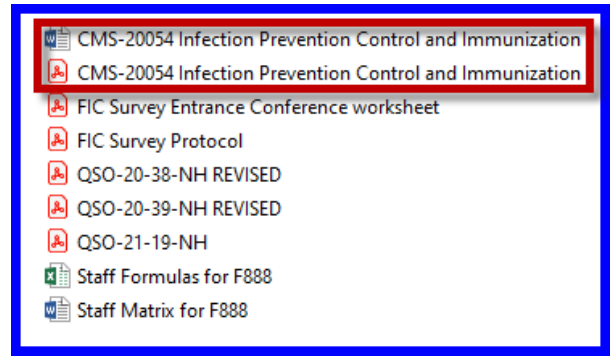 CMS-20054 Infection Prevention Control and Immunization
CMS-20054 Infection Prevention Control and Immunization
FIC Survey Entrance Conference worksheet
FIC Survey Protocol
QSO-20-38-NH REVISED
QSO-20-39-NH REVISED
QSO-21-19-NH
Staff Formulas for F888
Staff Matrix for F888